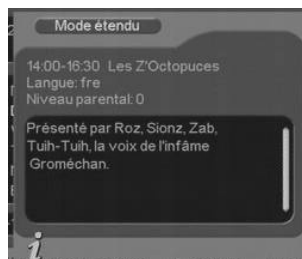 Mode étendu
14:00-16:30 Les Z'Octopuces
Langue: fre
Niveau parental: 0
Présenté par Roz, Sionz, Zab,
Tuih-Tuih, la voix de l'infâme
Groméchan.
i